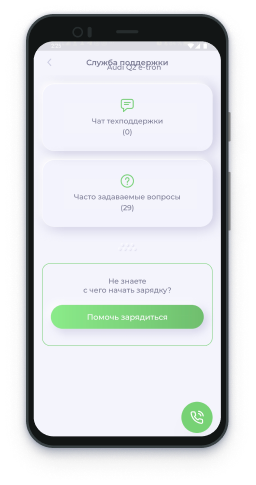 Служба поддержки
Audi Q2 e-tron
Чат техподдержки
(0)
Часто задаваемые вопросы
(29)
Не знаете
с чего начать зарядку?
Помочь зарядиться